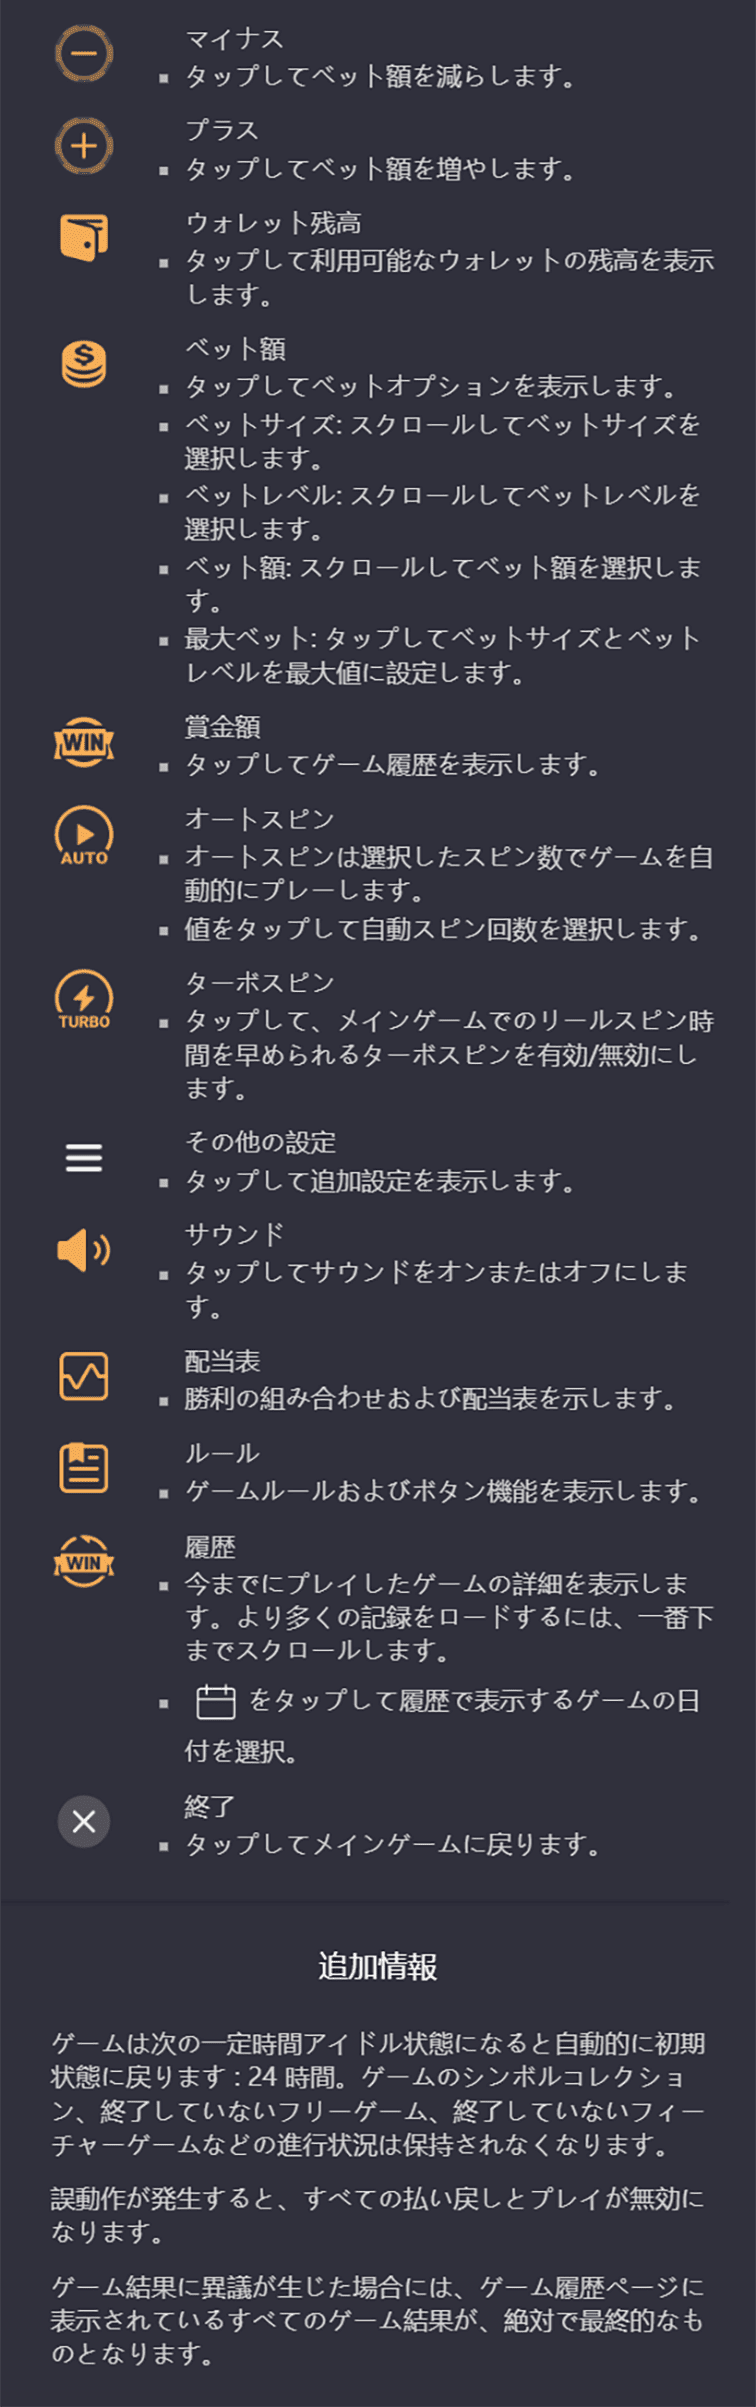 マイナス
▪ タップしてベット額を減らします。
プラス
▪ タップしてベット額を増やします。
ウォレット残高
▪ タップして利用可能なウォレットの残高を表示
します。
$
ベット額
▪ タップしてベットオプションを表示します。
▪ ベットサイズ: スクロールしてベットサイズを
選択します。
▪ ベットレベル: スクロールしてベットレベルを
選択します。
▪ ベット額: スクロールしてベット額を選択しま
す。
▪ 最大ベット: タップしてベットサイズとベット
レベルを最大値に設定します。
WIN
賞金額
▪ タップしてゲーム履歴を表示します。
AUTO
オートスピン
▪ オートスピンは選択したスピン数でゲームを自
動的にプレーします。
▪ 値をタップして自動スピン回数を選択します。
TURBO
ターボスピン
▪ タップして、メインゲームでのリールスピン時
間を早められるターボスピンを有効/無効にし
ます。
その他の設定
▪ タップして追加設定を表示します。
サウンド
▪ タップしてサウンドをオンまたはオフにしま
す。
配当表
▪ 勝利の組み合わせおよび配当表を示します。
ルール
▪ ゲームルールおよびボタン機能を表示します。
WIN
履歴
▪ 今までにプレイしたゲームの詳細を表示しま
す。より多くの記録をロードするには、一番下
までスクロールします。
▪ をタップして履歴で表示するゲームの日
付を選択。
終了
▪ タップしてメインゲームに戻ります。
追加情報
ゲームは次の一定時間アイドル状態になると自動的に初期
状態に戻ります : 24 時間。ゲームのシンボルコレクショ
ン、終了していないフリーゲーム、終了していないフィー
チャーゲームなどの進行状況は保持されなくなります。
誤動作が発生すると、すべての払い戻しとプレイが無効に
なります。
ゲーム結果に異議が生じた場合には、ゲーム履歴ページに
表示されているすべてのゲーム結果が、絶対で最終的なも
のとなります。